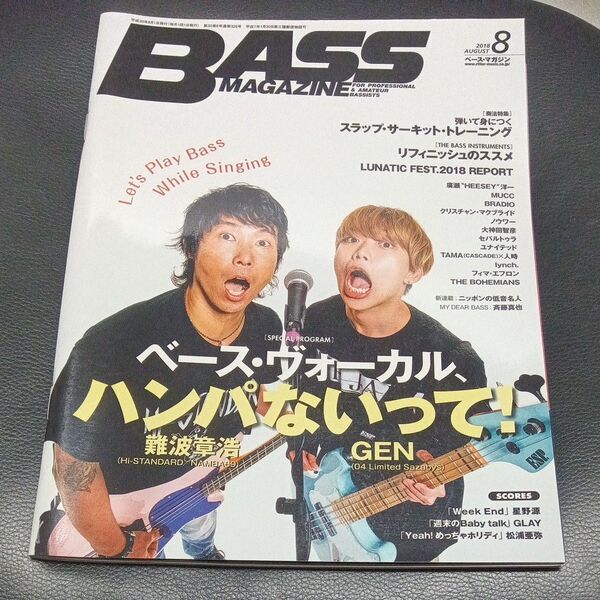 BASS
MAGAZINE
FOR PROFESSIONAL
& AMATEUR
BASSISTS
2018
AUGUST
8
ベース・マガジン
www.rittor-music.co.jp/
Let's Play Bass
While Singing
[奏法特集]
弾いて身につく
スラップ・サーキット・トレーニング
[THE BASS INSTRUMENTS]
リフィニッシュのススメ
LUNATIC FEST.2018 REPORT
廣瀬"HEESEY"洋一
MUCC
BRADIO
クリスチャン・マクブライド
ノウワー
大神田智彦
セパルトゥラ
ユナイテッド
TAMA(CASCADE)×人時
lynch.
フィマ・エフロン
THE BOHEMIANS
新連載:ニッポンの低音名人
MY DEAR BASS:斉藤真也
[SPECIAL PROGRAM]
ベース・ヴォーカル、
ハンパないって!
難波章浩
(Hi-STANDARD、NAMBA69)
GEN
(04 Limited Sazabys)
ESP
SCORES
「Week End」星野源
「週末のBaby talk」GLAY
「Yeah!めっちゃホリディ」松浦亜弥